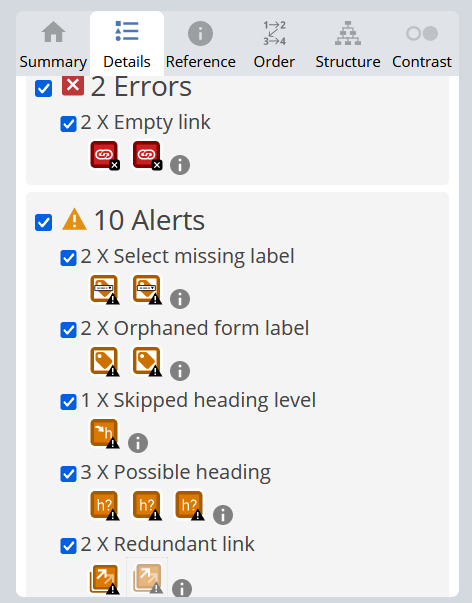 Summary Details Reference Order Structure Contrast
2 Errors
2 X Empty link
10 Alerts
2 X Select missing label
2 X Orphaned form label
1 X Skipped heading level
h
3 X Possible heading
h? h? h?
2 X Redundant link